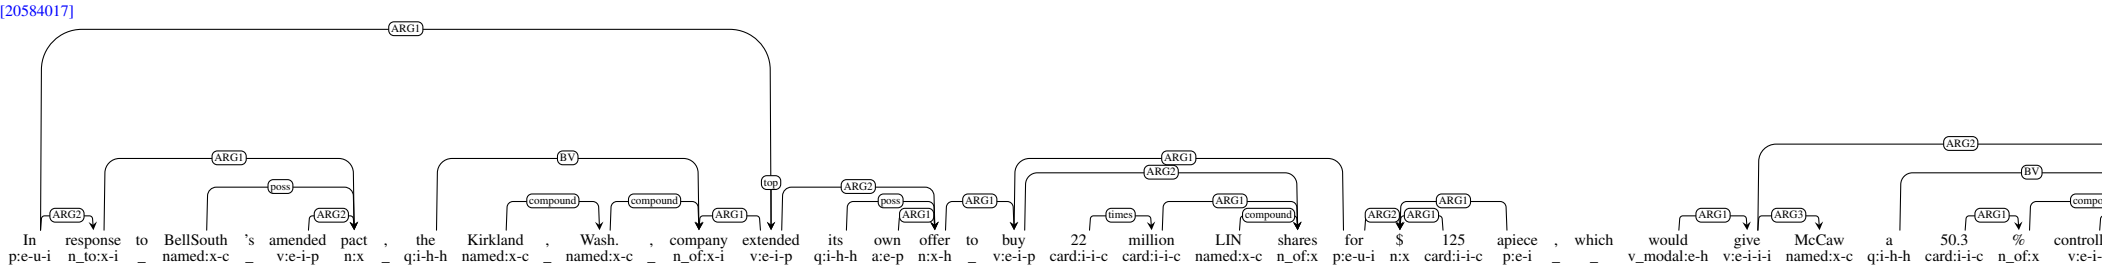 [20584017]
ARG1
ARG1 BV ARG1 ARG2
poss top ARG2 ARG2 BV
compound compound poss times ARG1 ARG1
ARG2 ARG2 ARG1 ARG1 ARG1 compound ARG2 ARG1 ARG1 ARG3 ARG1
In response to BellSouth 's amended pact , the Kirkland , Wash. , company extended its own offer to buy 22 million LIN shares for $ 125 apiece , which would give McCaw a 50.3 %
p:e-u-i n_to:x-i _ named:x-c _ v:e-i-p n:x _ q:i-h-h named:x-c _ named:x-c _ n_of:x-i v:e-i-p q:i-h-h a:e-p n:x-h _ v:e-i-p card:i-i-c card:i-i-c named:x-c n_of:x p:e-u-i n:x card:i-i-c p:e-i _ _ v_modal:e-h v:e-i-i-i named:x-c q:i-h-h card:i-i-c n_of:x v:e-i-